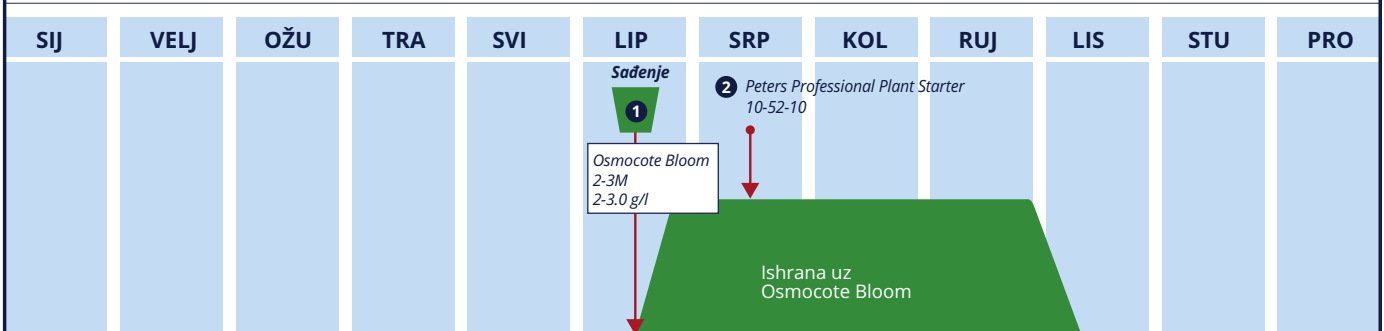 SIJ VELJ OŽU TRA SVI LIP SRP KOL RUJ LIS STU PRO
Sađenje
1
Osmocote Bloom
2-3M
2-3.0 g/l
2 Peters Professional Plant Starter
10-52-10
Ishrana uz
Osmocote Bloom